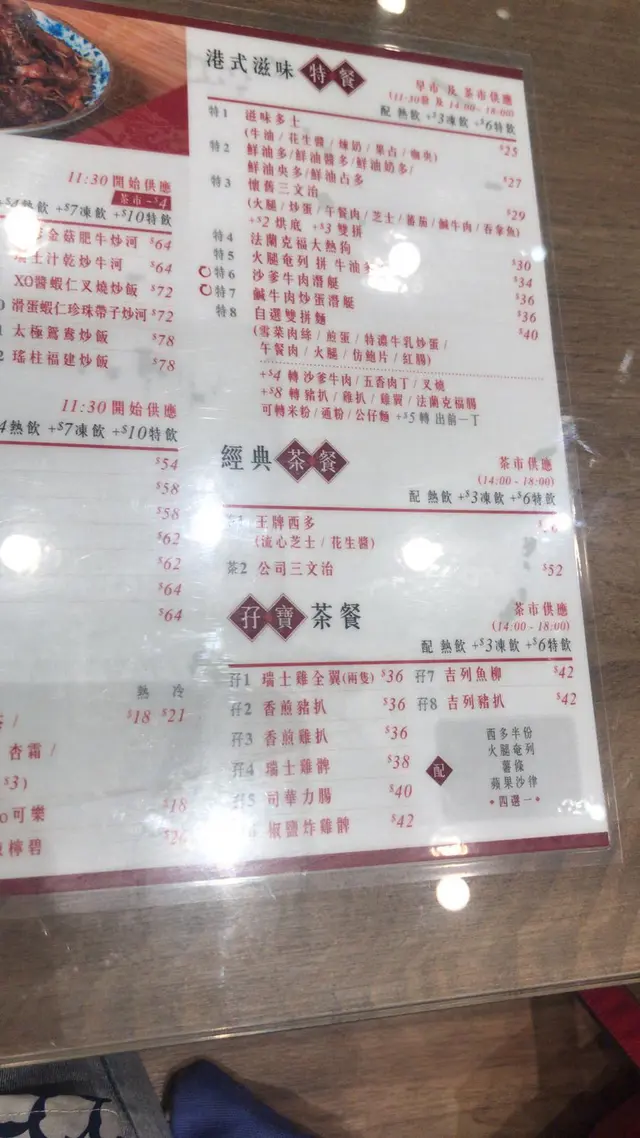 11:30 開始供應
茶市 -$4
$4熱飲 +$7凍飲 +$10特飲
金菇肥牛炒河 $64
士汁乾炒牛河 $64
XO醬蝦仁叉燒炒飯 $72
滑蛋蝦仁珍珠帶子炒河 $72
太極鴛鴦炒飯 $78
瑤柱福建炒飯 $78
11:30 開始供應
4熱飲 +$7凍飲 +$10特飲
$54
$58
$58
$62
$62
$64
$64
熱 冷
$18 $21
杏霜 /
$3)
可樂 $18
檸碧
港式滋味 特餐
早市 及 茶市供應
(11:30前 及 14:00 - 18:00)
配 熱飲 +$3凍飲 +$6特飲
特1 滋味多士 $25
(牛油 / 花生醬 / 煉奶 / 果占 / 咖央)
特2 鮮油多/鮮油醬多/鮮油奶多/
鮮油央多/鮮油占多 $27
特3 懷舊三文治 $29
(火腿 / 炒蛋 / 午餐肉 / 芝士 / 蕃茄 / 鹹牛肉 / 吞拿魚)
+$2 烘底 +$3 雙拼
特4 法蘭克福大熱狗 $30
特5 火腿奄列 拼 牛油多 $34
特6 沙爹牛肉潛艇 $36
特7 鹹牛肉炒蛋潛艇 $36
特8 自選雙拼麵 $40
(雪菜肉絲 / 煎蛋 / 特濃牛乳炒蛋 /
午餐肉 / 火腿 / 仿鮑片 / 紅腸)
+$4 轉 沙爹牛肉 / 五香肉丁 / 叉燒
+$8 轉 豬扒 / 雞扒 / 雞翼 / 法蘭克福腸
可轉米粉 / 通粉 / 公仔麵 +$5 轉 出前一丁
經典 茶餐
茶市供應
(14:00 - 18:00)
配 熱飲 +$3凍飲 +$6特飲
王牌西多
(流心芝士 / 花生醬)
茶2 公司三文治 $52
孖寶 茶餐
茶市供應
(14:00 - 18:00)
配 熱飲 +$3凍飲 +$6特飲
孖1 瑞士雞全翼(兩隻) $36
孖2 香煎豬扒 $36
孖3 香煎雞扒 $36
孖4 瑞士雞髀 $38
5 司華力腸 $40
椒鹽炸雞髀 $42
孖7 吉列魚柳 $42
孖8 吉列豬扒 $42
配
西多半份
火腿奄列
薯條
蘋果沙律
• 四選一 •